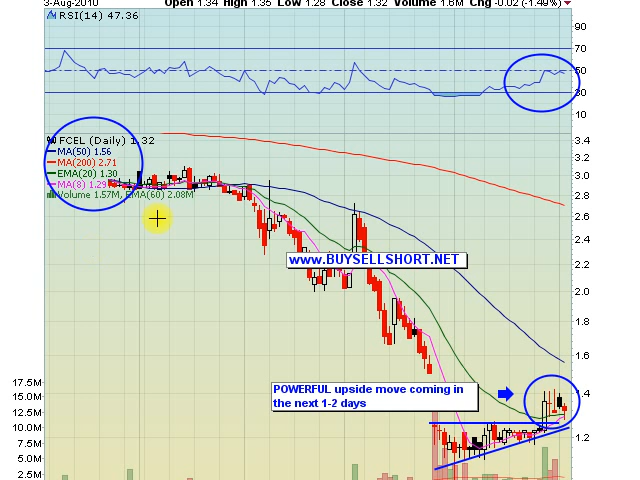 3-Aug-2010 Open 1.34 High 1.35 Low 1.28 Close 1.32 Volume 1.6M Chg -0.02 (-1.49%)
RSI(14) 47.36
90
70
50
30
10
FCEL (Daily) 1.32
MA(50) 1.56
MA(200) 2.71
EMA(20) 1.30
MA(8) 1.29
Volume 1.57M, EMA(60) 2.08M
3.4
3.2
3.0
2.8
2.6
2.4
2.2
2.0
1.8
1.6
1.4
1.2
www.BUYSELLSHORT.NET
POWERFUL upside move coming in
the next 1-2 days
17.5M
15.0M
12.5M
10.0M
7.5M
5.0M
2.5M